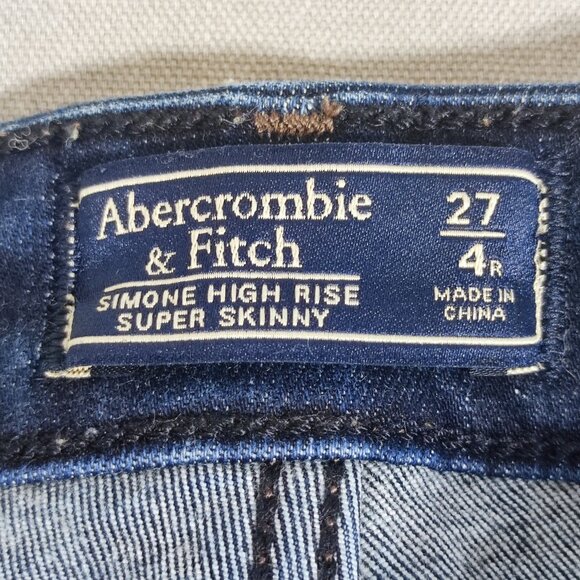 Abercrombie
& Fitch
SIMONE HIGH RISE
SUPER SKINNY
27
4R
MADE IN
CHINA